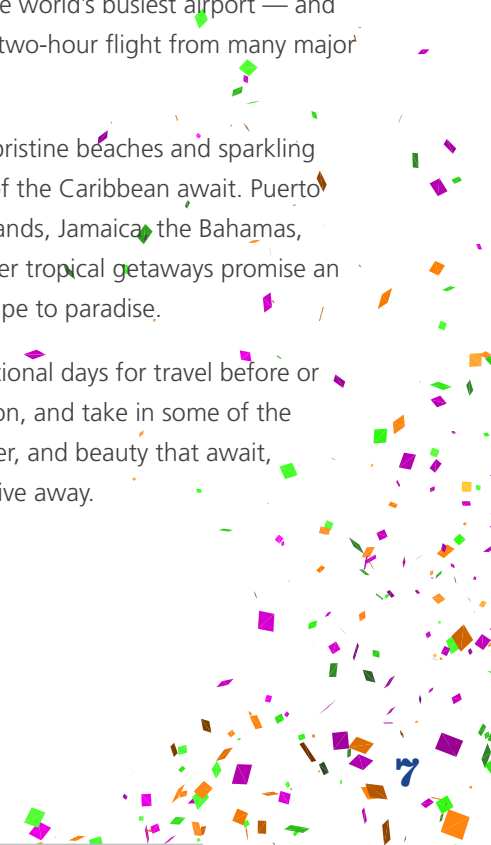 world's busiest airport — and
two-hour flight from many major
pristine beaches and sparkling
of the Caribbean await. Puerto
ands, Jamaica, the Bahamas,
er tropical getaways promise an
pe to paradise.
tional days for travel before or
on, and take in some of the
er, and beauty that await,
ive away.
7